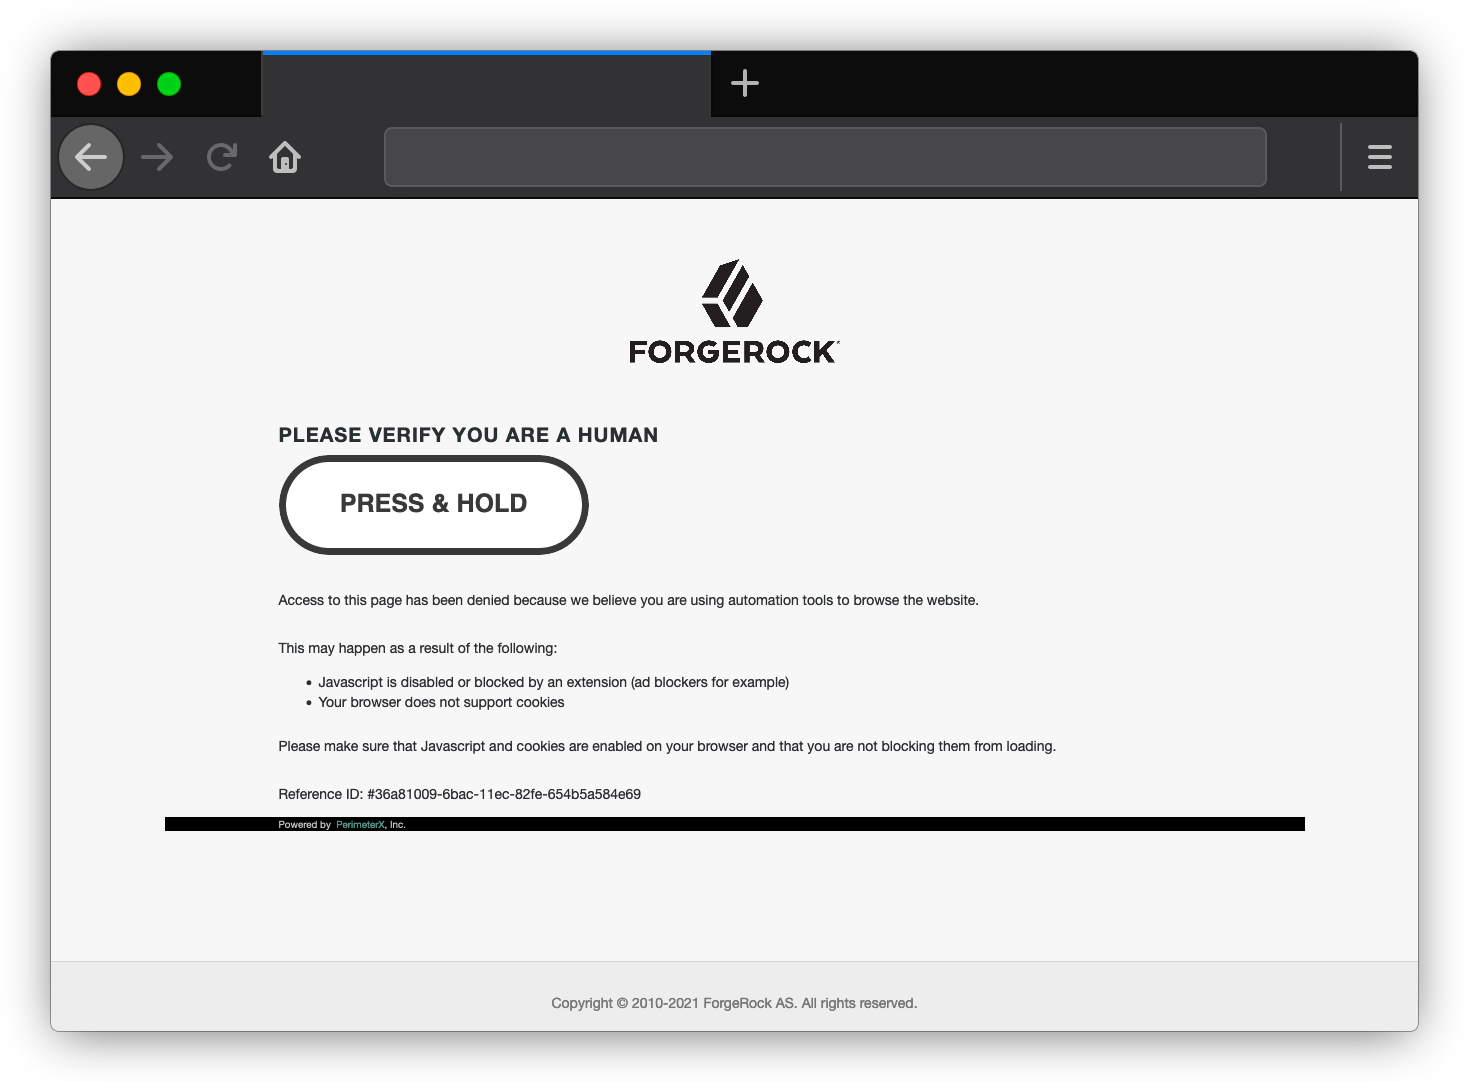 FORGEROCK
PLEASE VERIFY YOU ARE A HUMAN
PRESS & HOLD
Access to this page has been denied because we believe you are using automation tools to browse the website.
This may happen as a result of the following:
• Javascript is disabled or blocked by an extension (ad blockers for example)
• Your browser does not support cookies
Please make sure that Javascript and cookies are enabled on your browser and that you are not blocking them from loading.
Reference ID: #36a81009-6bac-11ec-82fe-654b5a584e69
Powered by PerimeterX, Inc.
Copyright © 2010-2021 ForgeRock AS. All rights reserved.